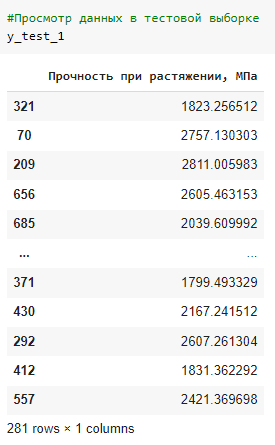 #Просмотр данных в тестовой выборке
y_test_1
Прочность при растяжении, МПа
321 1823.256512
70 2757.130303
209 2811.005983
656 2605.463153
685 2039.609992
... ...
371 1799.493329
430 2167.241512
292 2607.261304
412 1831.362292
557 2421.369698
281 rows × 1 columns